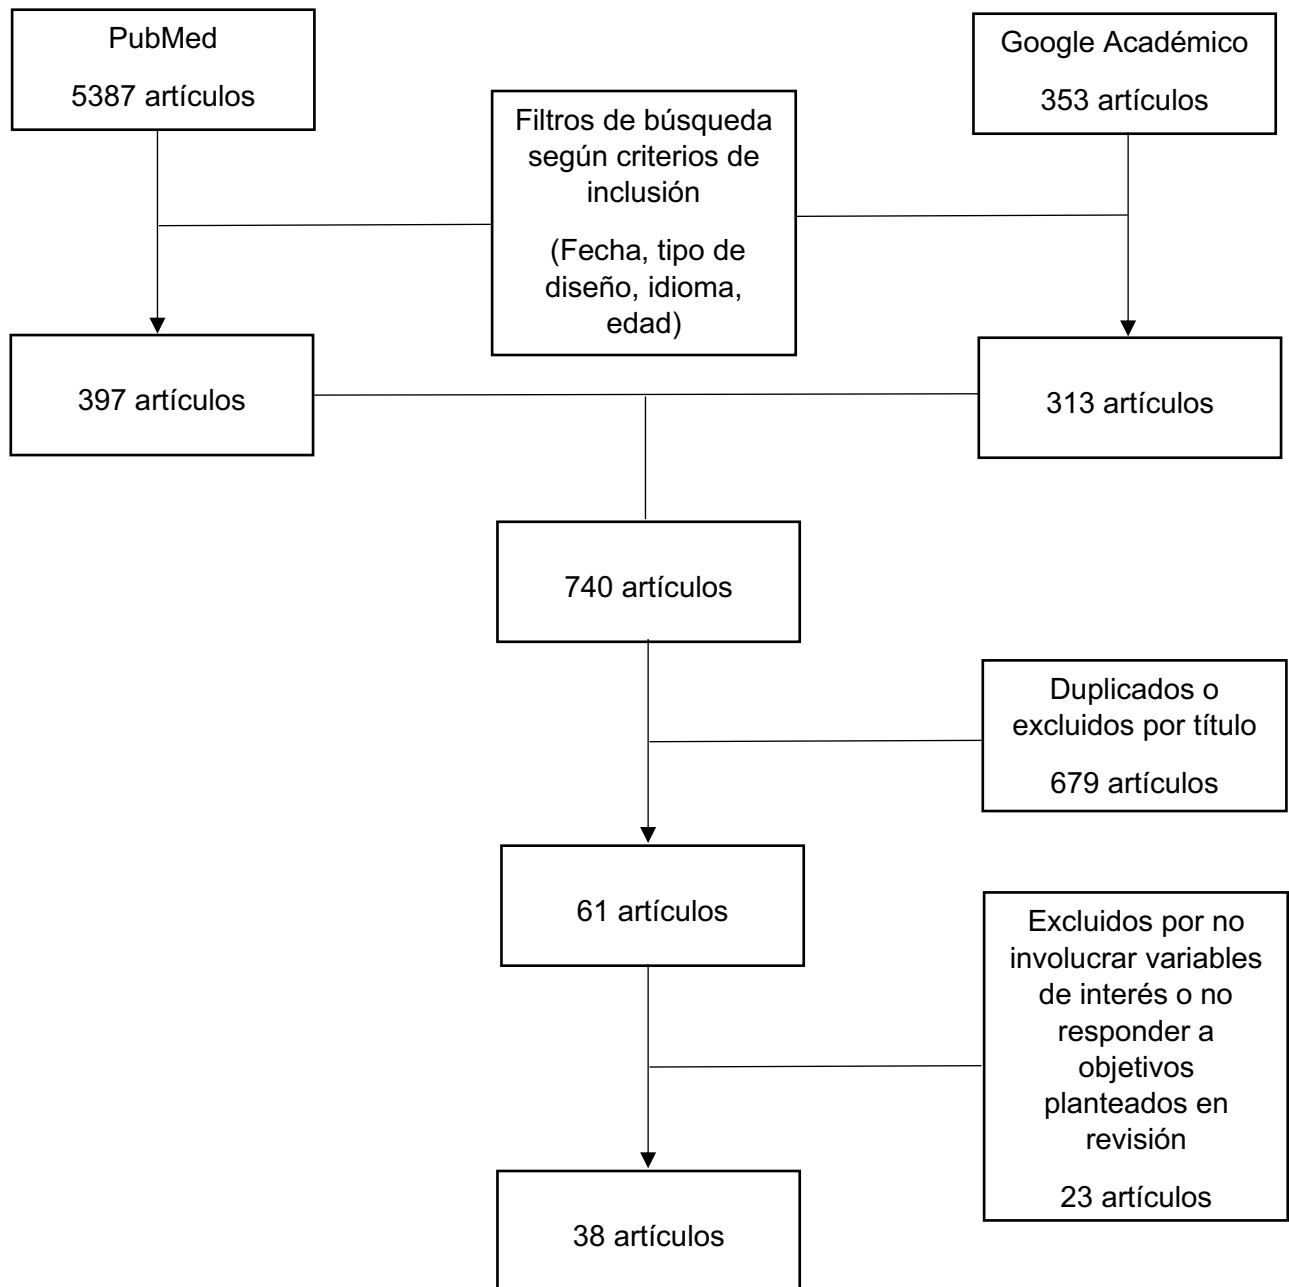 PubMed
5387 artículos
Google Académico
353 artículos
Filtros de búsqueda
según criterios de
inclusión
(Fecha, tipo de
diseño, idioma,
edad)
397 artículos
313 artículos
740 artículos
Duplicados o
excluidos por título
679 artículos
61 artículos
Excluidos por no
involucrar variables
de interés o no
responder a
objetivos
planteados en
revisión
23 artículos
38 artículos